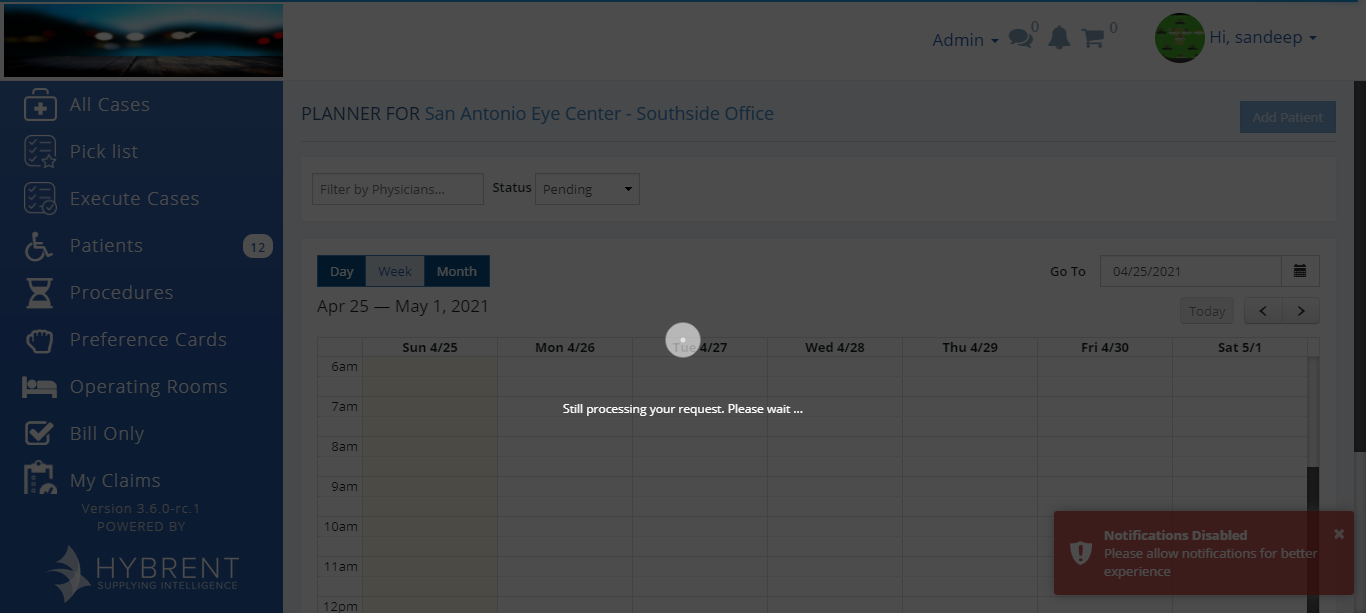 Admin
0
0
Hi, sandeep
All Cases
Pick list
Execute Cases
Patients
12
Procedures
Preference Cards
Operating Rooms
Bill Only
My Claims
Version 3.6.0-rc.1
POWERED BY
HYBRENT
SUPPLYING INTELLIGENCE
PLANNER FOR San Antonio Eye Center - Southside Office
Add Patient
Filter by Physicians...
Status
Pending
Day
Week
Month
Go To
04/25/2021
Apr 25 — May 1, 2021
Today
Sun 4/25
Mon 4/26
Tue 4/27
Wed 4/28
Thu 4/29
Fri 4/30
Sat 5/1
6am
7am
8am
9am
10am
11am
12pm
Still processing your request. Please wait ...
Notifications Disabled
Please allow notifications for better
experience